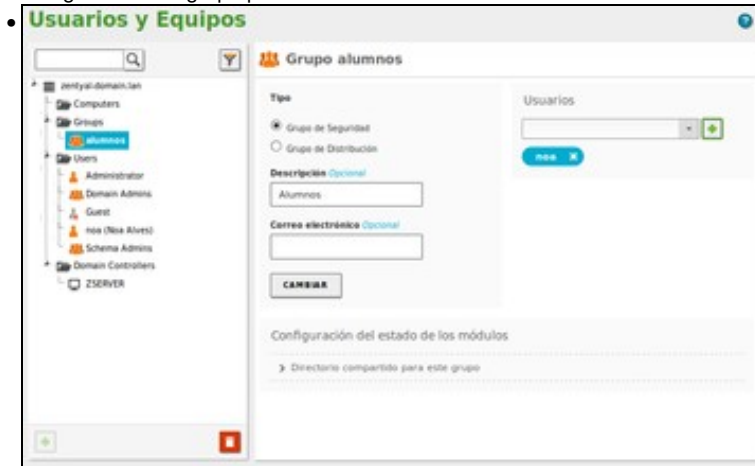 Usuarios y Equipos
Grupo alumnos
zentyal-domain.lan
Computers
Groups
alumnos
Users
Administrator
Domain Admins
Guest
noa (Noa Alves)
Schema Admins
Domain Controllers
ZSERVER
Tipo
Grupo de Seguridad
Grupo de Distribución
Descripción Opcional
Alumnos
Correo electrónico Opcional
CAMBIAR
Usuarios
noa
Configuración del estado de los módulos
Directorio compartido para este grupo